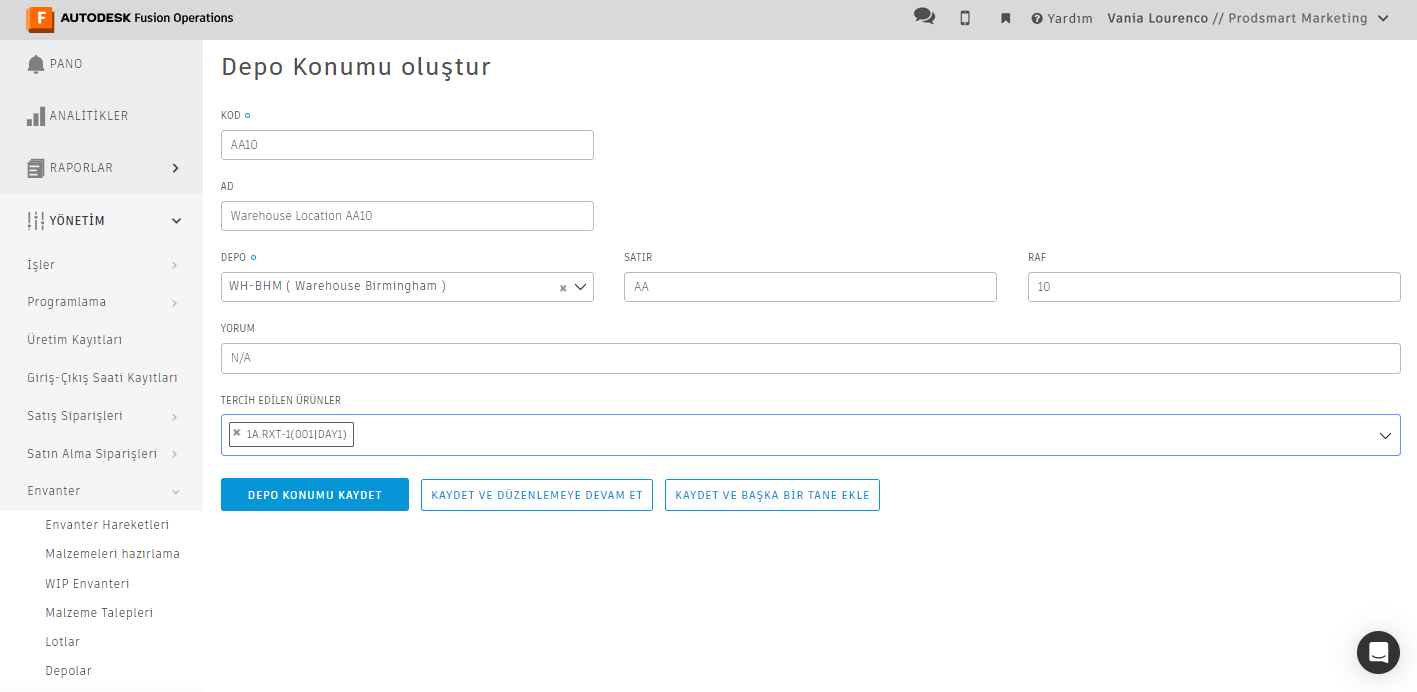 AUTODESK Fusion Operations
Yardım
Vania Lourenco // Prodsmart Marketing
PANO
ANALİTİKLER
RAPORLAR
YÖNETİM
İşler
Programlama
Üretim Kayıtları
Giriş-Çıkış Saati Kayıtları
Satış Siparişleri
Satın Alma Siparişleri
Envanter
Envanter Hareketleri
Malzemeleri hazırlama
WIP Envanteri
Malzeme Talepleri
Lotlar
Depolar
Depo Konumu oluştur
KOD
AA10
AD
Warehouse Location AA10
DEPO
WH-BHM ( Warehouse Birmingham )
SATIR
AA
RAF
10
YORUM
N/A
TERCİH EDİLEN ÜRÜNLER
1A.RXT-1(001|DAY1)
DEPO KONUMU KAYDET
KAYDET VE DÜZENLEMEYE DEVAM ET
KAYDET VE BAŞKA BİR TANE EKLE